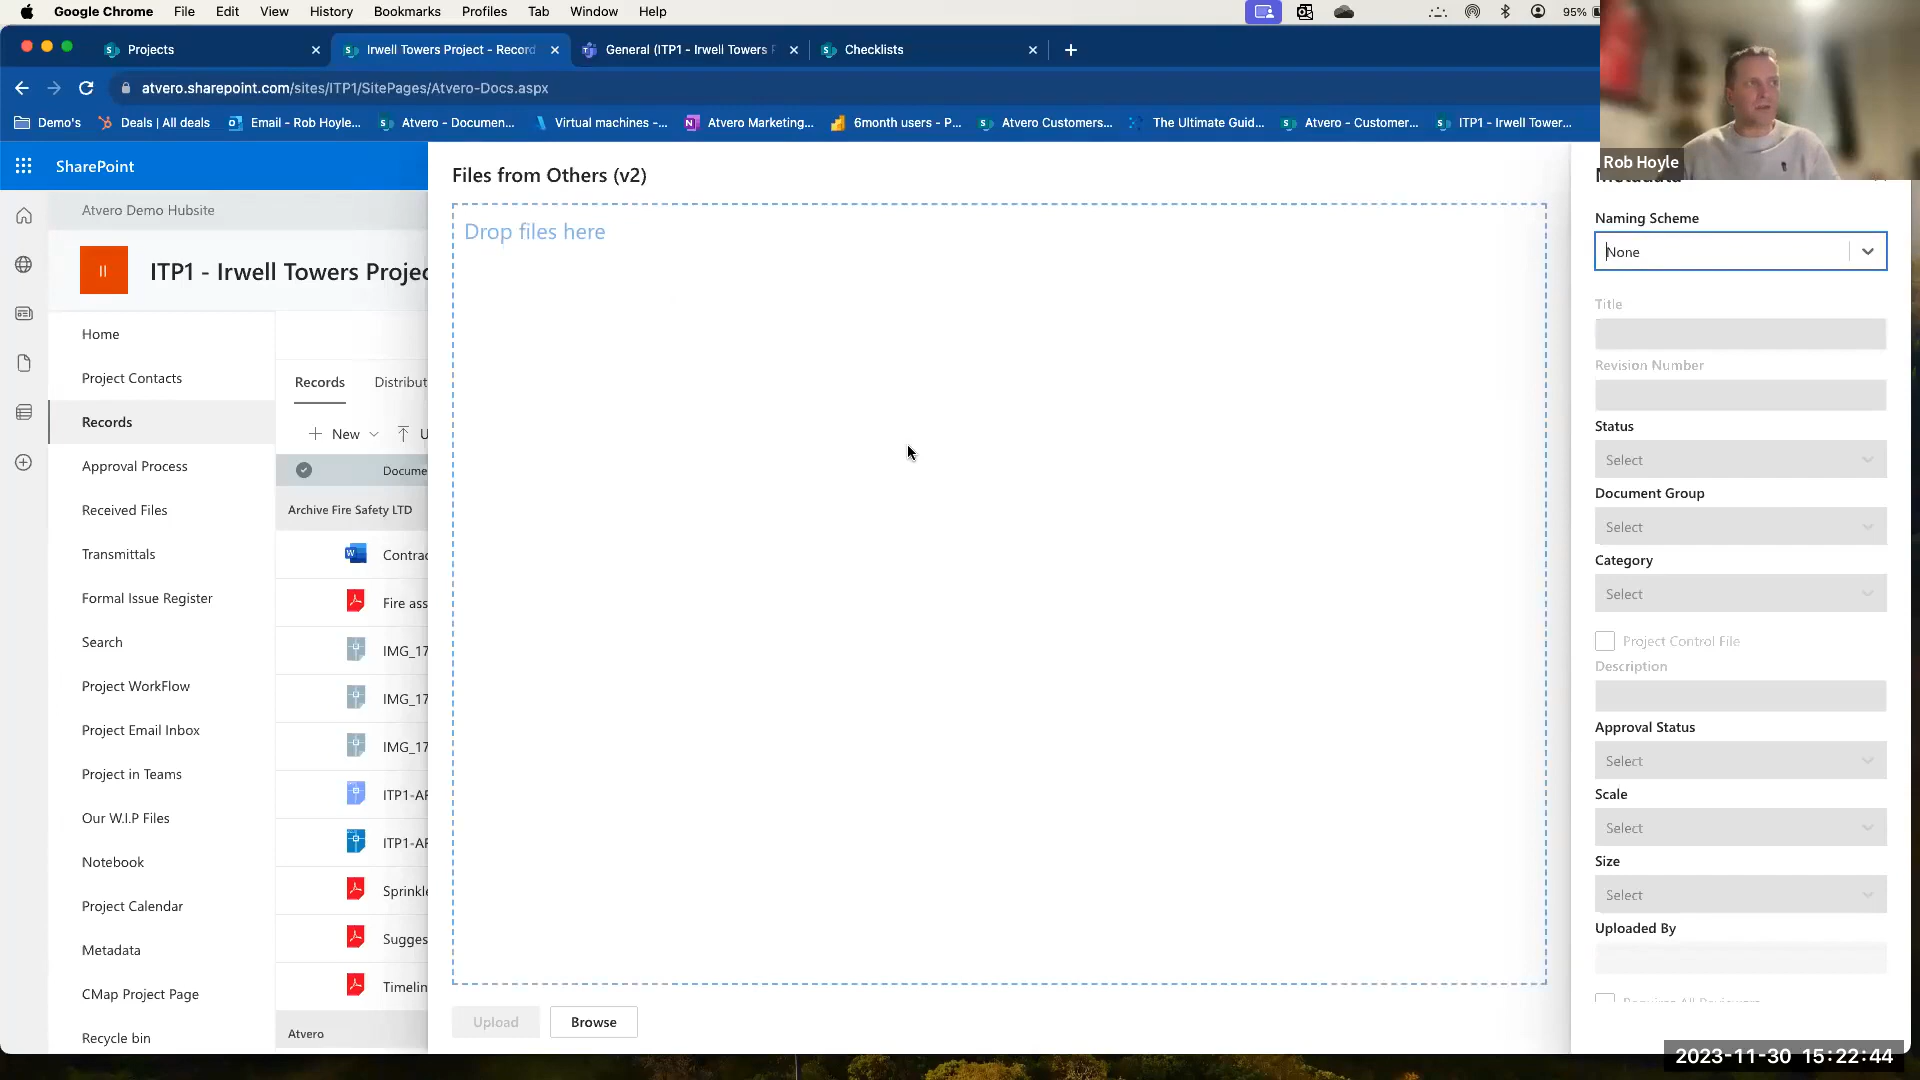 Google Chrome File Edit View History Bookmarks Profiles Tab Window Help 95%
Projects Irwell Towers Project - Record General (ITP1 - Irwell Towers P Checklists
atvero.sharepoint.com/sites/ITP1/SitePages/Atvero-Docs.aspx
Demo's Deals | All deals Email - Rob Hoyle... Atvero - Documen... Virtual machines -... Atvero Marketing... 6month users - P... Atvero Customers... The Ultimate Guid... Atvero - Customer... ITP1 - Irwell Tower...
Rob Hoyle
SharePoint
Atvero Demo Hubsite
II
ITP1 - Irwell Towers Projec
Home
Project Contacts
Records
Approval Process
Received Files
Transmittals
Formal Issue Register
Search
Project WorkFlow
Project Email Inbox
Project in Teams
Our W.I.P Files
Notebook
Project Calendar
Metadata
CMap Project Page
Recycle bin
Records Distribut
New U
Docume
Archive Fire Safety LTD
Contrac
Fire ass
IMG_17
IMG_17
IMG_17
ITP1-AF
ITP1-AF
Sprinkle
Sugges
Timelin
Atvero
Files from Others (v2)
Drop files here
Upload Browse
Metadata
Naming Scheme
None
Title
Revision Number
Status
Select
Document Group
Select
Category
Select
Project Control File
Description
Approval Status
Select
Scale
Select
Size
Select
Uploaded By
Requires All Reviewers
2023-11-30 15:22:44